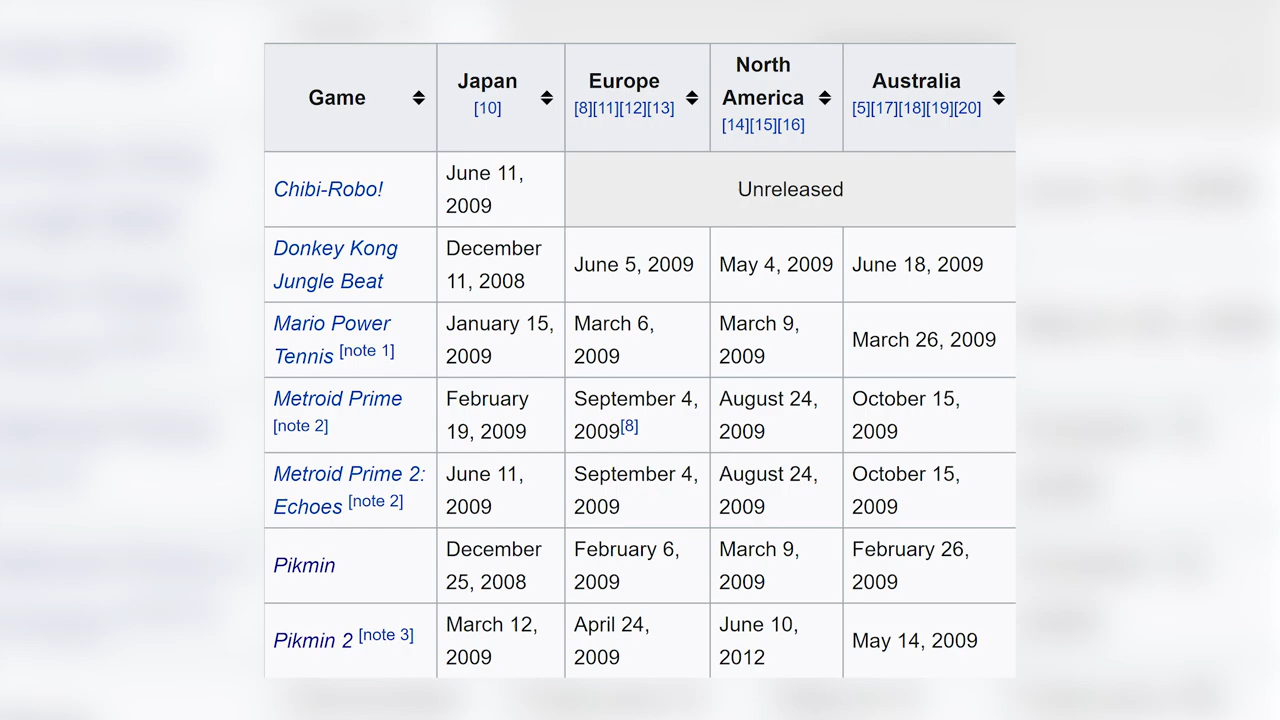 Game
Japan
[10]
Europe
[8][11][12][13]
North
America
[14][15][16]
Australia
[5][17][18][19][20]
Chibi-Robo!
June 11,
2009
Unreleased
Donkey Kong
Jungle Beat
December
11, 2008
June 5, 2009
May 4, 2009
June 18, 2009
Mario Power
Tennis [note 1]
January 15,
2009
March 6,
2009
March 9,
2009
March 26, 2009
Metroid Prime
[note 2]
February
19, 2009
September 4,
2009[8]
August 24,
2009
October 15,
2009
Metroid Prime 2:
Echoes [note 2]
June 11,
2009
September 4,
2009
August 24,
2009
October 15,
2009
Pikmin
December
25, 2008
February 6,
2009
March 9,
2009
February 26,
2009
Pikmin 2 [note 3]
March 12,
2009
April 24,
2009
June 10,
2012
May 14, 2009